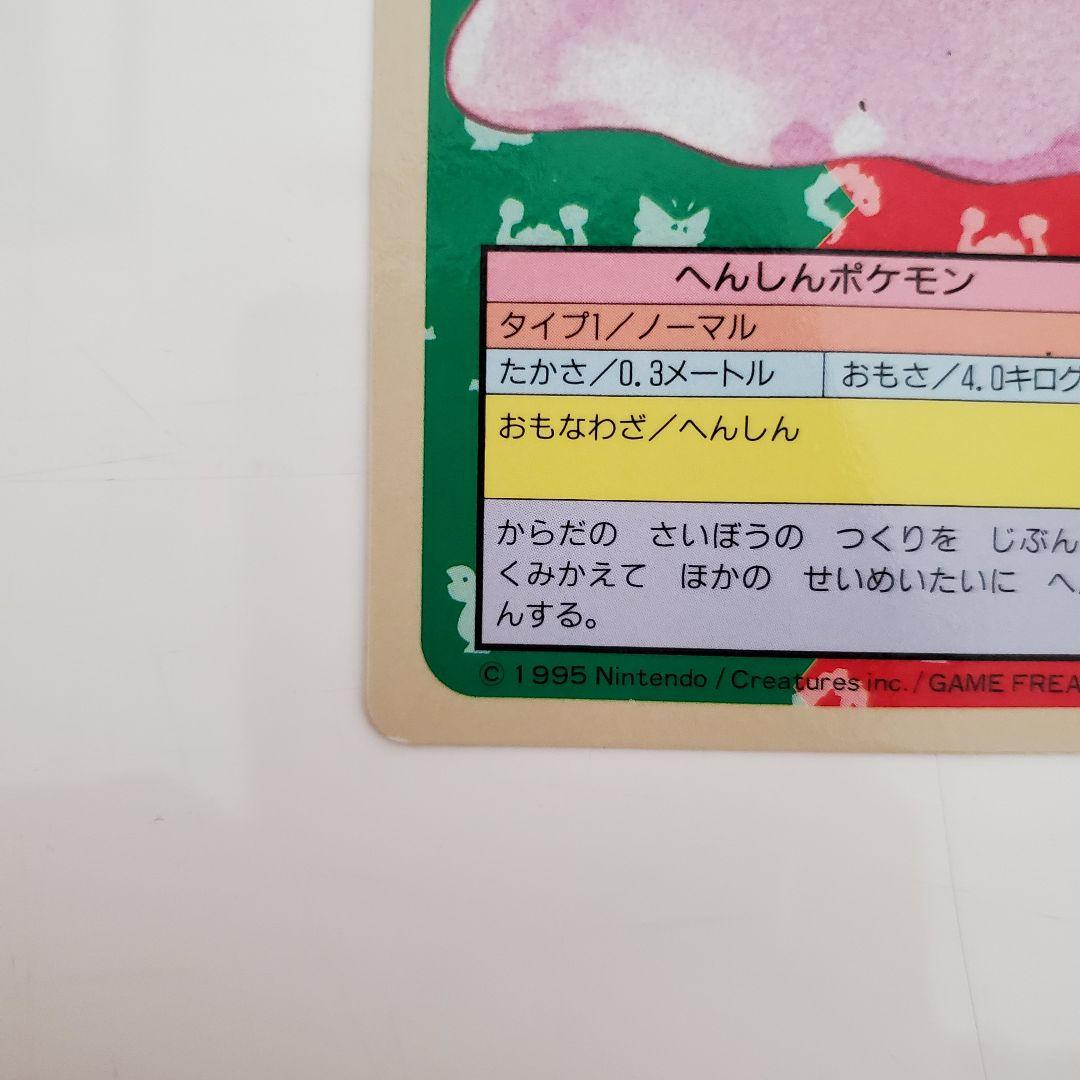 へんしんポケモン
タイプ1／ノーマル
たかさ／0.3メートル おもさ／4.0キログ
おもなわざ／へんしん
からだの　さいぼうの　つくりを　じぶん
くみかえて　ほかの　せいめいたいに　へ
んする。
© 1995 Nintendo / Creatures inc. / GAME FREA